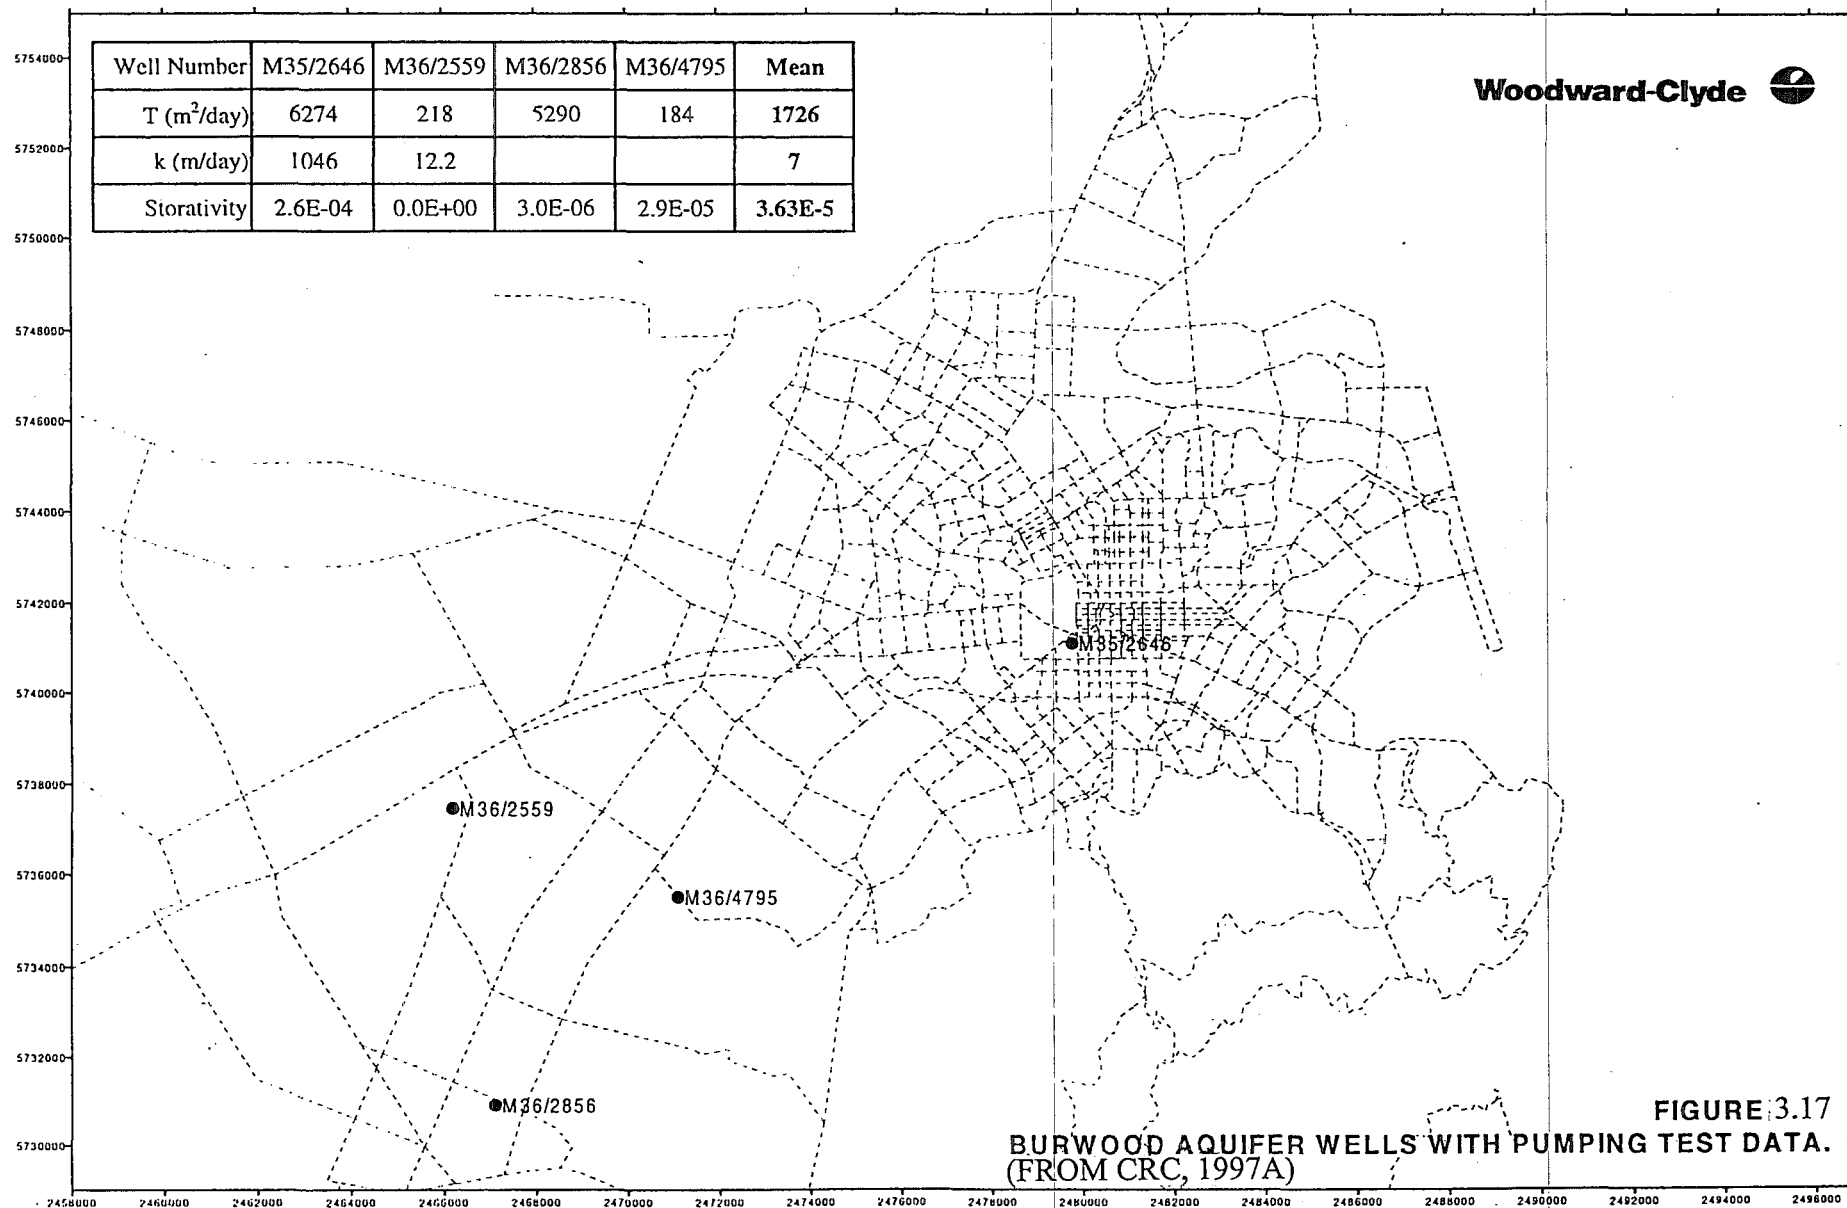 Well Number M35/2646 M36/2559 M36/2856 M36/4795 Mean
T (m²/day) 6274 218 5290 184 1726
k (m/day) 1046 12.2 7
Storativity 2.6E-04 0.0E+00 3.0E-06 2.9E-05 3.63E-5
Woodward-Clyde
5754000
5752000
5750000
5748000
5746000
5744000
5742000
5740000
5738000
5736000
5734000
5732000
5730000
M35/2646
M36/2559
M36/4795
M36/2856
FIGURE 3.17
BURWOOD AQUIFER WELLS WITH PUMPING TEST DATA.
(FROM CRC, 1997A)
2458000 2460000 2462000 2464000 2466000 2468000 2470000 2472000 2474000 2476000 2478000 2480000 2482000 2484000 2486000 2488000 2490000 2492000 2494000 2496000